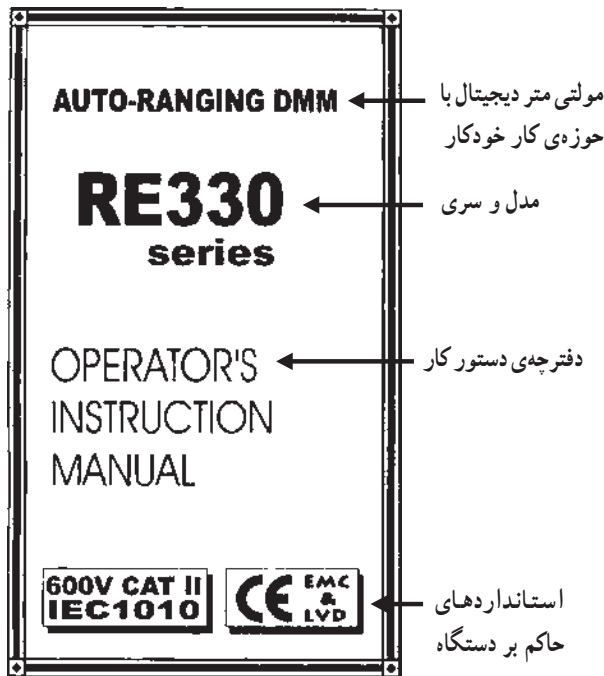 AUTO-RANGING DMM
مولتی متر دیجیتال با
حوزه‌ی کار خودکار
RE330
series
مدل و سری
OPERATOR'S
INSTRUCTION
MANUAL
دفترچه‌ی دستور کار
600V CAT II
IEC1010
CE EMC
&
LVD
استانداردهای
حاکم بر دستگاه